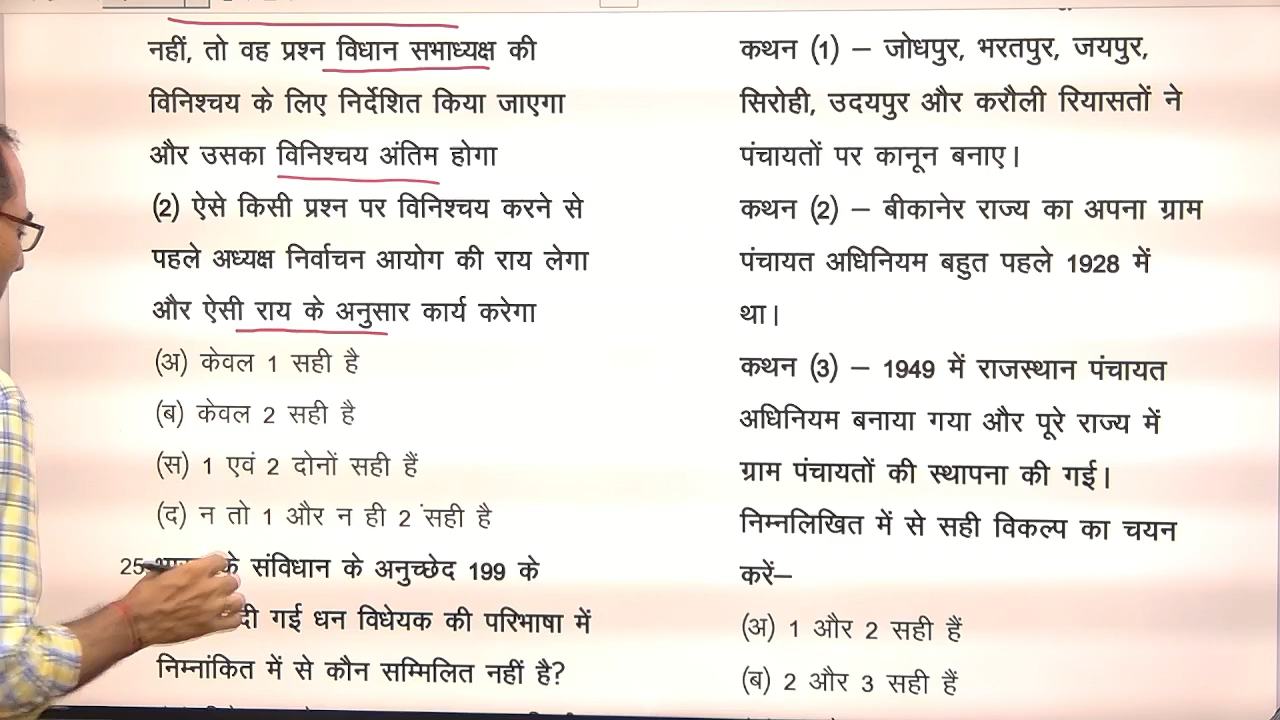 नहीं, तो वह प्रश्न विधान सभाध्यक्ष की
विनिश्चय के लिए निर्देशित किया जाएगा
और उसका विनिश्चय अंतिम होगा
(2) ऐसे किसी प्रश्न पर विनिश्चय करने से
पहले अध्यक्ष निर्वाचन आयोग की राय लेगा
और ऐसी राय के अनुसार कार्य करेगा
(अ) केवल 1 सही है
(ब) केवल 2 सही है
(स) 1 एवं 2 दोनों सही हैं
(द) न तो 1 और न ही 2 सही है
25 के संविधान के अनुच्छेद 199 के
दी गई धन विधेयक की परिभाषा में
निम्नांकित में से कौन सम्मिलित नहीं है?
कथन (1) – जोधपुर, भरतपुर, जयपुर,
सिरोही, उदयपुर और करौली रियासतों ने
पंचायतों पर कानून बनाए।
कथन (2) – बीकानेर राज्य का अपना ग्राम
पंचायत अधिनियम बहुत पहले 1928 में
था।
कथन (3) – 1949 में राजस्थान पंचायत
अधिनियम बनाया गया और पूरे राज्य में
ग्राम पंचायतों की स्थापना की गई।
निम्नलिखित में से सही विकल्प का चयन
करें–
(अ) 1 और 2 सही हैं
(ब) 2 और 3 सही हैं